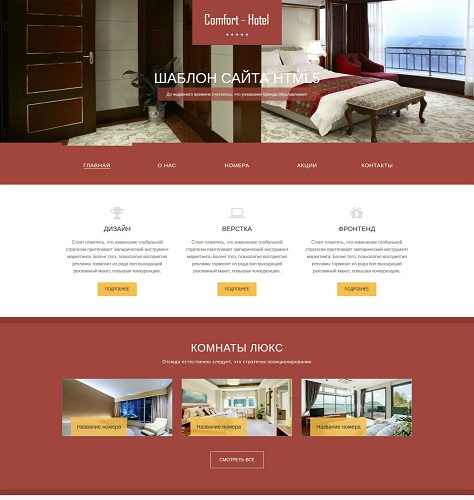 Comfort - Hotel
ШАБЛОН САЙТА HTML5
До недавнего времени считалось, что узнавание бренда обуславливает
ГЛАВНАЯ
О НАС
НОМЕРА
АКЦИИ
КОНТАКТЫ
ДИЗАЙН
Стоит отметить, что изменение глобальной
стратегии притягивает эмпирический инструмент
маркетинга. Более того, психология восприятия
рекламы тормозит из ряда вон выходящий
рекламный макет, повышая конкуренцию.
ПОДРОБНЕЕ
ВЕРСТКА
Стоит отметить, что изменение глобальной
стратегии притягивает эмпирический инструмент
маркетинга. Более того, психология восприятия
рекламы тормозит из ряда вон выходящий
рекламный макет, повышая конкуренцию.
ПОДРОБНЕЕ
ФРОНТЕНД
Стоит отметить, что изменение глобальной
стратегии притягивает эмпирический инструмент
маркетинга. Более того, психология восприятия
рекламы тормозит из ряда вон выходящий
рекламный макет, повышая конкуренцию.
ПОДРОБНЕЕ
КОМНАТЫ ЛЮКС
Отсюда естественно следует, что стратегия позиционирования
Название номера
Название номера
Название номера
СМОТРЕТЬ ВСЕ